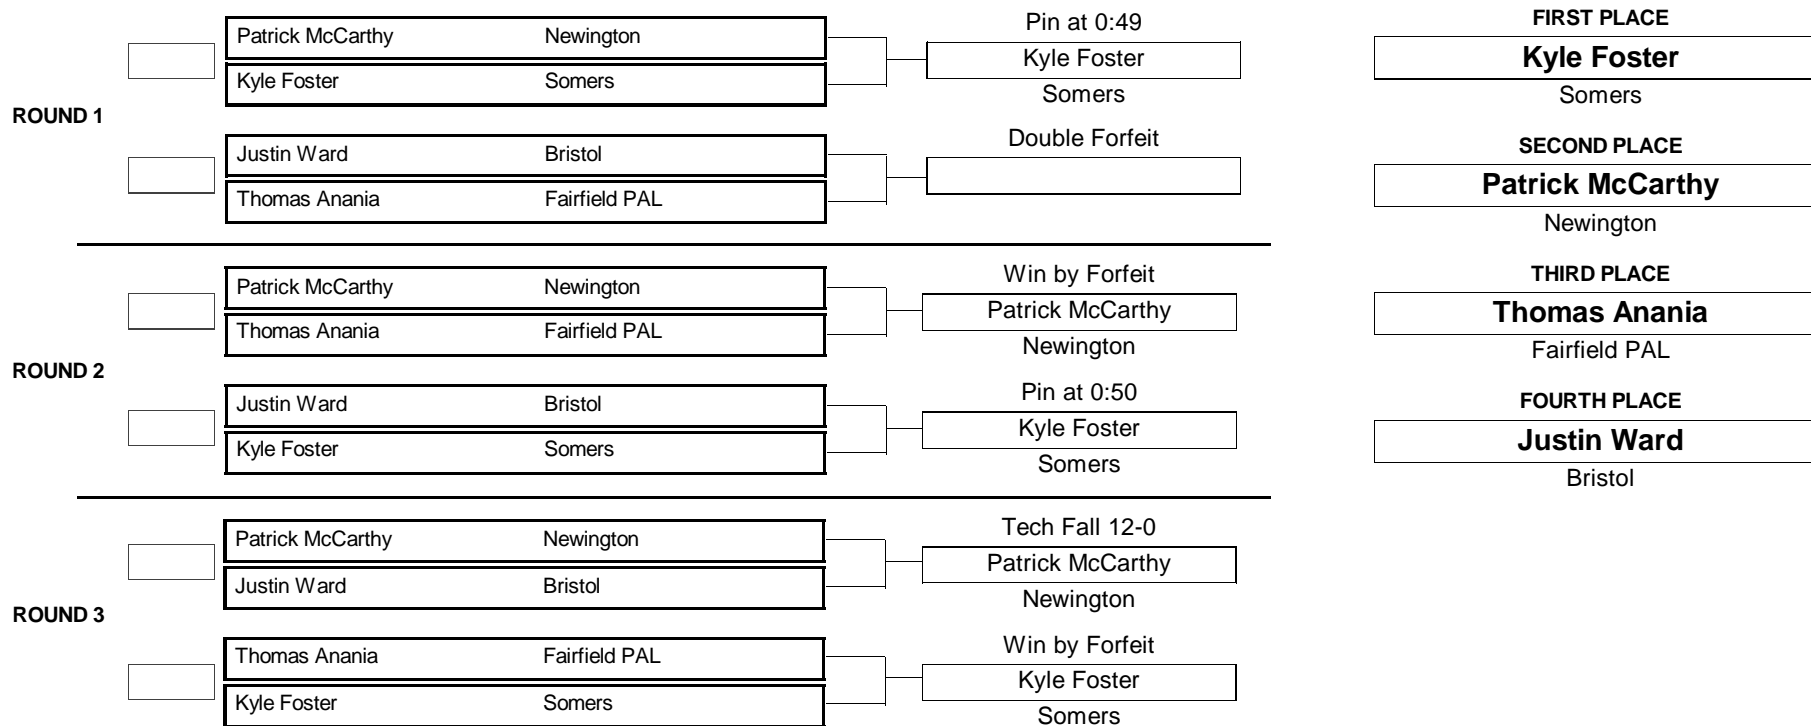 ROUND 1
Patrick McCarthy Newington
Kyle Foster Somers
Pin at 0:49
Kyle Foster
Somers
Justin Ward Bristol
Thomas Anania Fairfield PAL
Double Forfeit
ROUND 2
Patrick McCarthy Newington
Thomas Anania Fairfield PAL
Win by Forfeit
Patrick McCarthy
Newington
Justin Ward Bristol
Kyle Foster Somers
Pin at 0:50
Kyle Foster
Somers
ROUND 3
Patrick McCarthy Newington
Justin Ward Bristol
Tech Fall 12-0
Patrick McCarthy
Newington
Thomas Anania Fairfield PAL
Kyle Foster Somers
Win by Forfeit
Kyle Foster
Somers
FIRST PLACE
Kyle Foster
Somers
SECOND PLACE
Patrick McCarthy
Newington
THIRD PLACE
Thomas Anania
Fairfield PAL
FOURTH PLACE
Justin Ward
Bristol